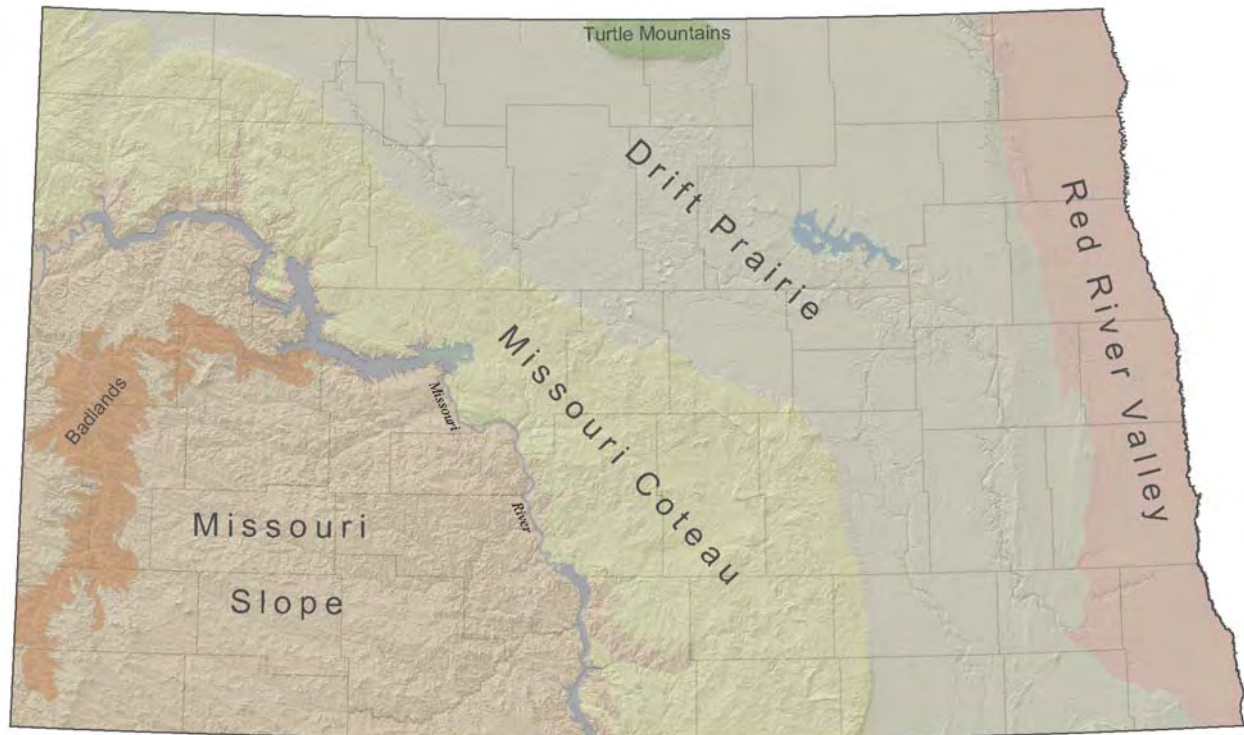 Turtle Mountains
Drift Prairie
Red River Valley
Missouri Coteau
Badlands
Missouri
River
Missouri
Slope